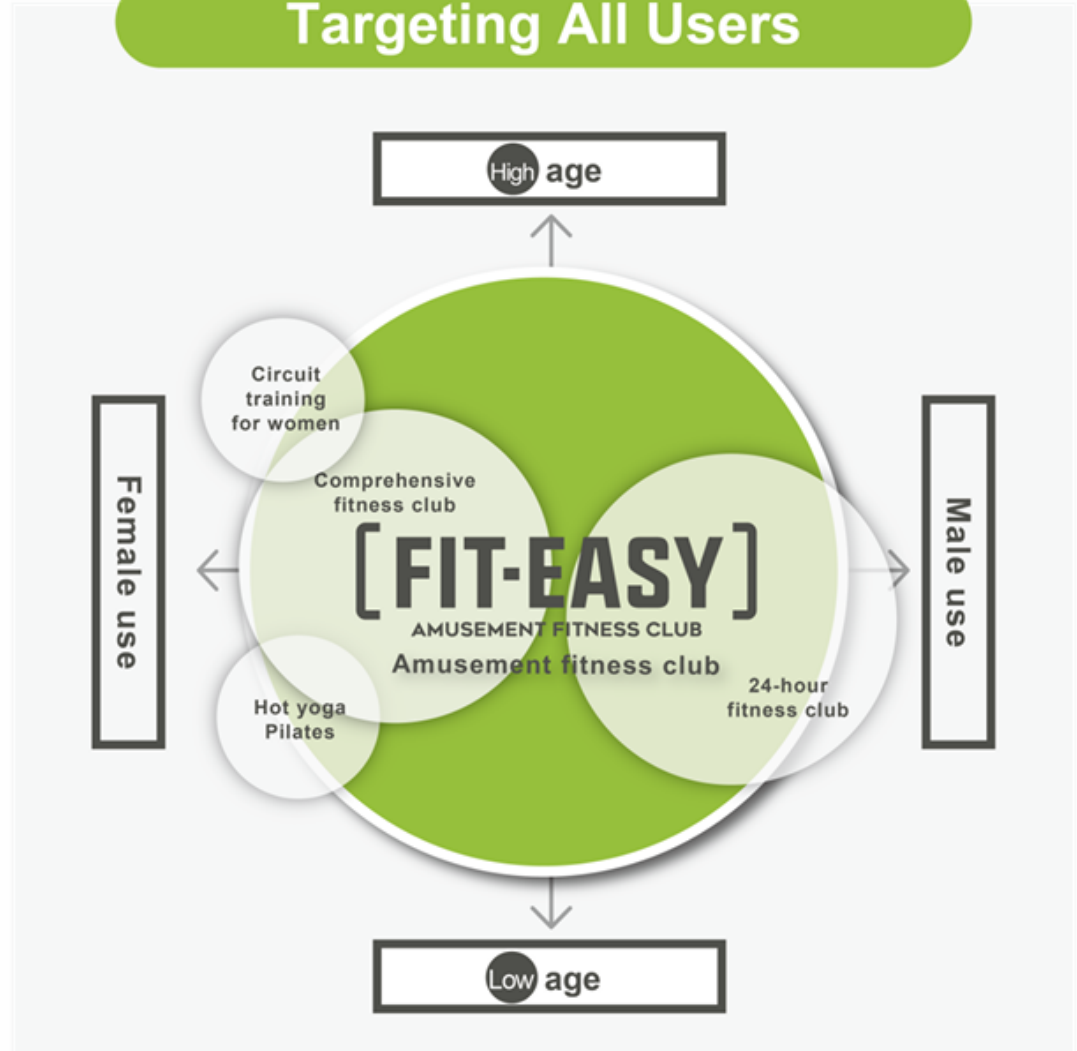 Targeting All Users
High age
Circuit
training
for women
Comprehensive
fitness club
Female use
Male use
[FIT-EASY]
AMUSEMENT FITNESS CLUB
Amusement fitness club
24-hour
fitness club
Hot yoga
Pilates
Low age